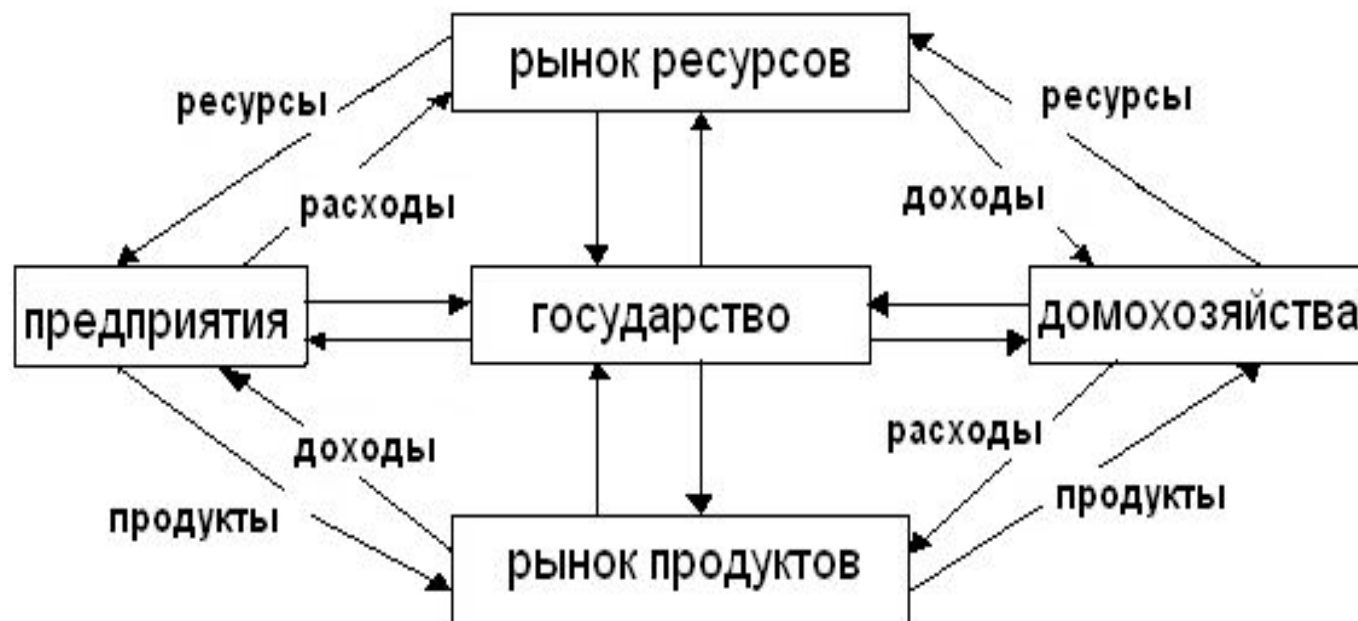 рынок ресурсов
ресурсы
ресурсы
расходы
доходы
предприятия
государство
домохозяйства
доходы
расходы
продукты
продукты
рынок продуктов